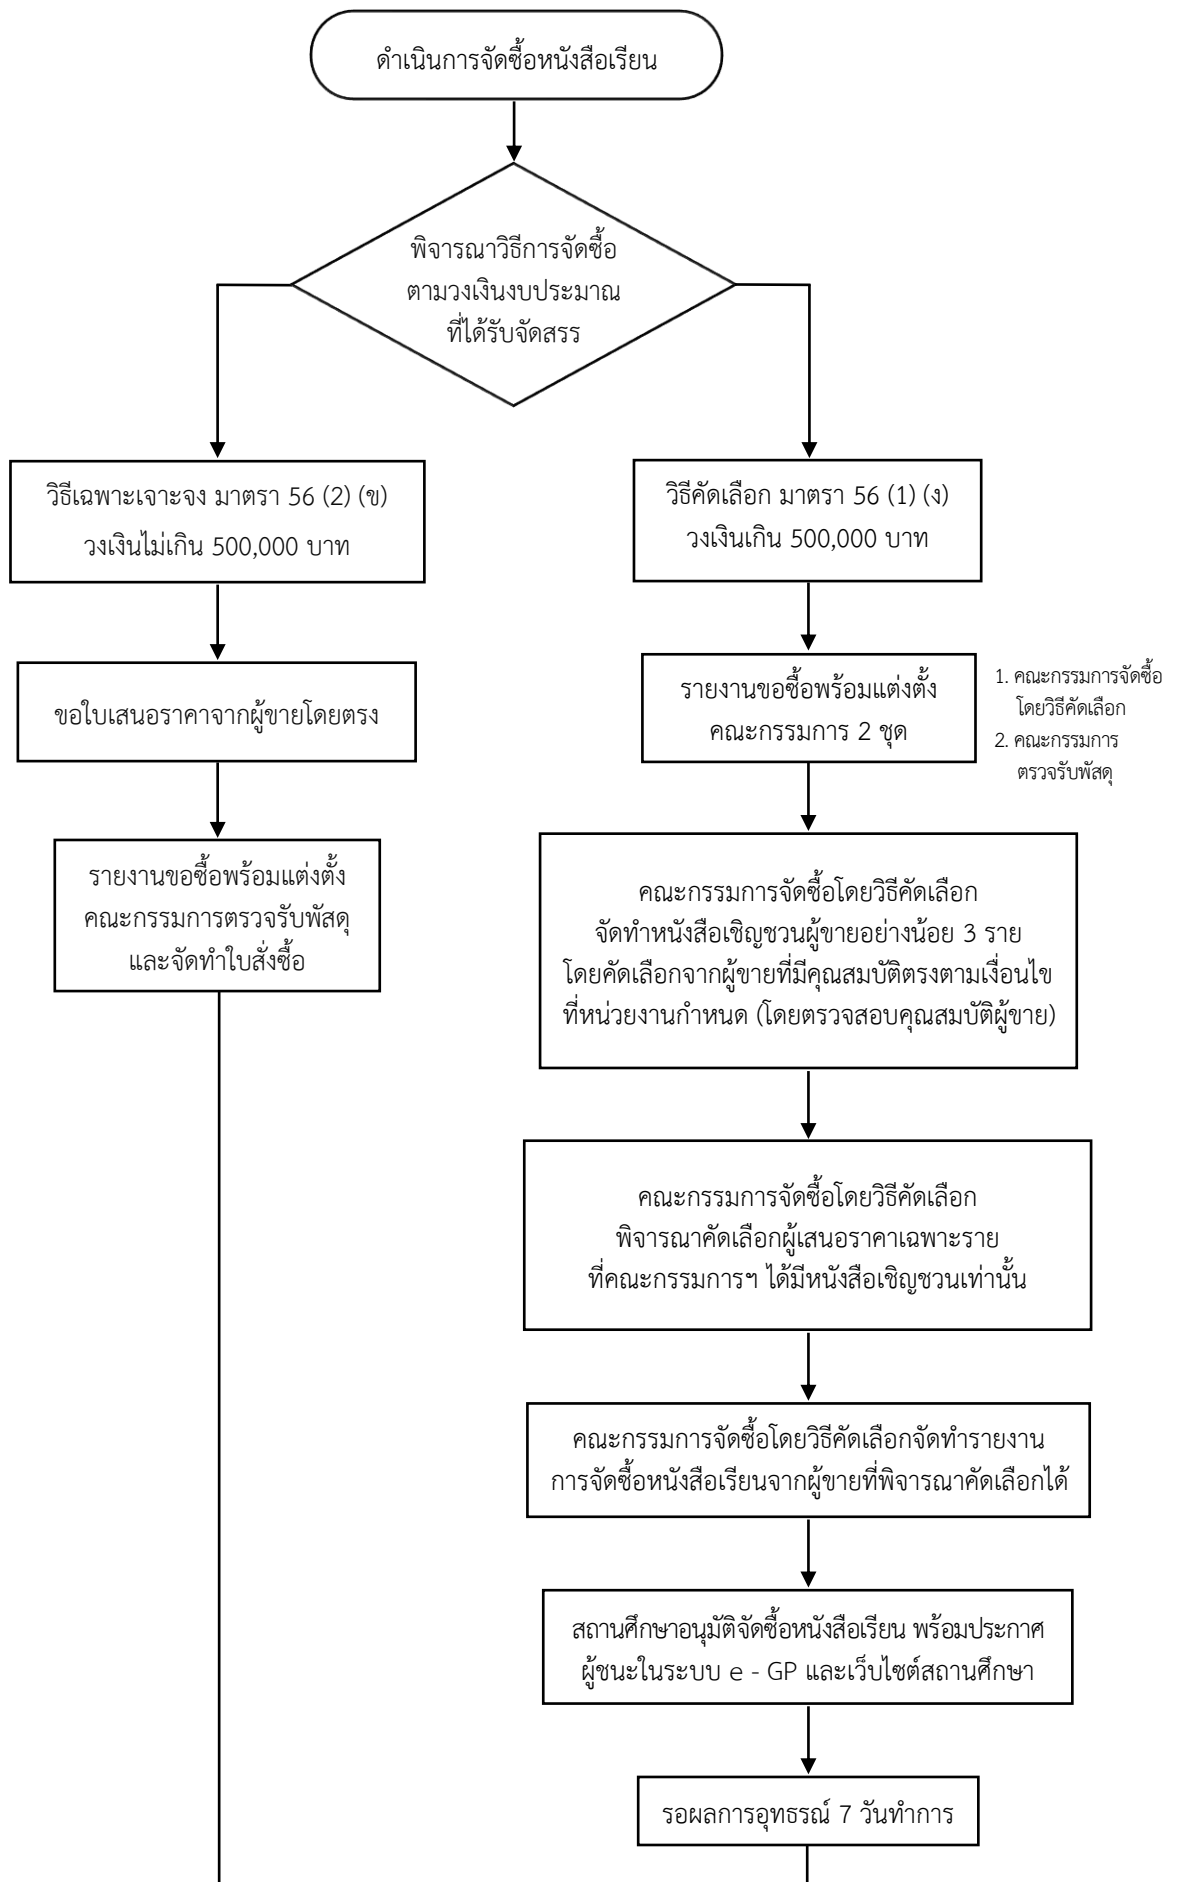 ดำเนินการจัดซื้อหนังสือเรียน
พิจารณาวิธีการจัดซื้อ
ตามวงเงินงบประมาณ
ที่ได้รับจัดสรร
วิธีเฉพาะเจาะจง มาตรา 56 (2) (ข)
วงเงินไม่เกิน 500,000 บาท
ขอใบเสนอราคาจากผู้ขายโดยตรง
รายงานขอซื้อพร้อมแต่งตั้ง
คณะกรรมการตรวจรับพัสดุ
และจัดทำใบสั่งซื้อ
วิธีคัดเลือก มาตรา 56 (1) (ง)
วงเงินเกิน 500,000 บาท
รายงานขอซื้อพร้อมแต่งตั้ง
คณะกรรมการ 2 ชุด
1. คณะกรรมการจัดซื้อ
โดยวิธีคัดเลือก
2. คณะกรรมการ
ตรวจรับพัสดุ
คณะกรรมการจัดซื้อโดยวิธีคัดเลือก
จัดทำหนังสือเชิญชวนผู้ขายอย่างน้อย 3 ราย
โดยคัดเลือกจากผู้ขายที่มีคุณสมบัติตรงตามเงื่อนไข
ที่หน่วยงานกำหนด (โดยตรวจสอบคุณสมบัติผู้ขาย)
คณะกรรมการจัดซื้อโดยวิธีคัดเลือก
พิจารณาคัดเลือกผู้เสนอราคาเฉพาะราย
ที่คณะกรรมการฯ ได้มีหนังสือเชิญชวนเท่านั้น
คณะกรรมการจัดซื้อโดยวิธีคัดเลือกจัดทำรายงาน
การจัดซื้อหนังสือเรียนจากผู้ขายที่พิจารณาคัดเลือกได้
สถานศึกษาอนุมัติจัดซื้อหนังสือเรียน พร้อมประกาศ
ผู้ชนะในระบบ e - GP และเว็บไซต์สถานศึกษา
รอผลการอุทธรณ์ 7 วันทำการ